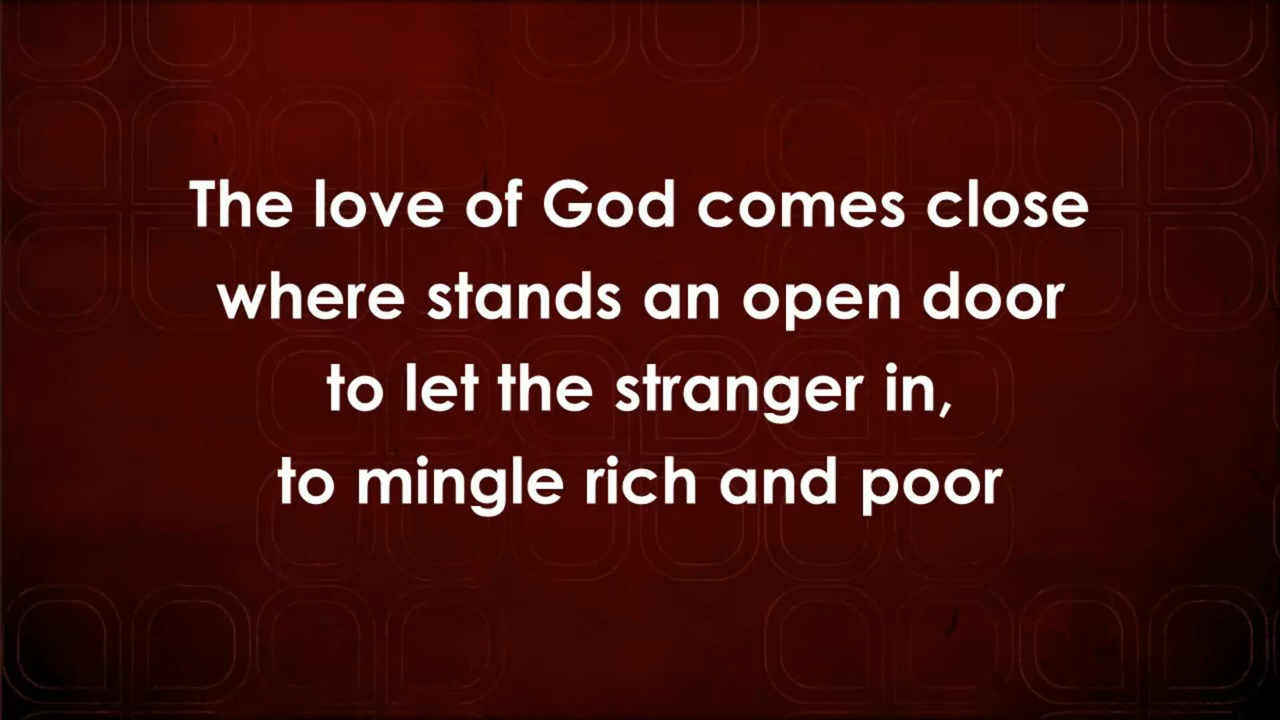 The love of God comes close
where stands an open door
to let the stranger in,
to mingle rich and poor